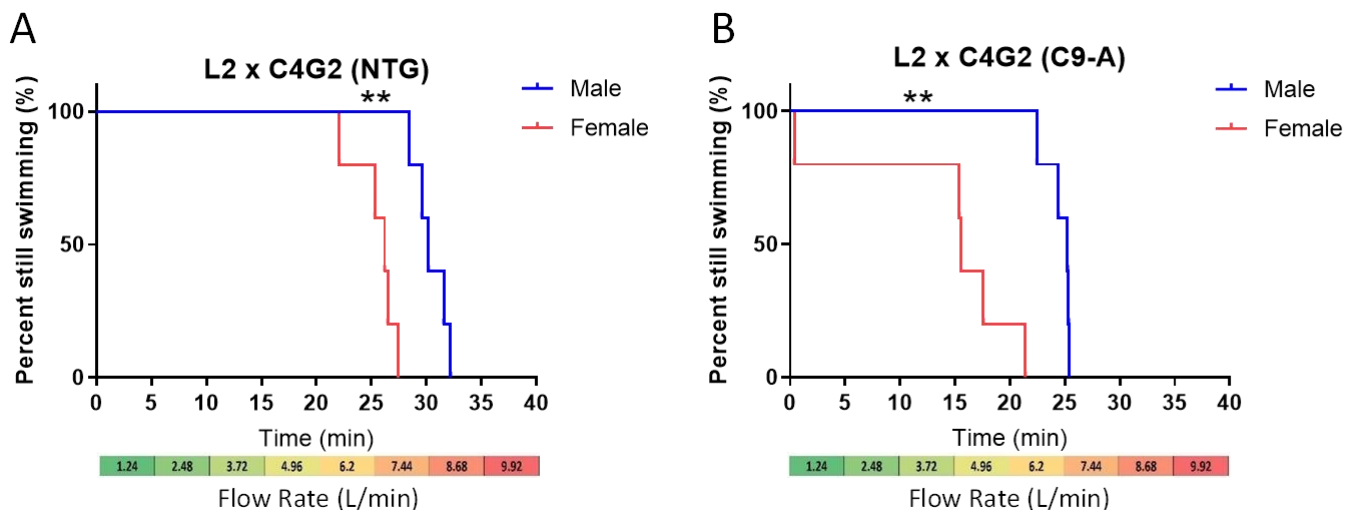 A
L2 x C4G2 (NTG)
**
Male
Female
Percent still swimming (%)
100
50
0
0 5 10 15 20 25 30 35 40
Time (min)
1.24 2.48 3.72 4.96 6.2 7.44 8.68 9.92
Flow Rate (L/min)
B
L2 x C4G2 (C9-A)
**
Male
Female
Percent still swimming (%)
100
50
0
0 5 10 15 20 25 30 35 40
Time (min)
1.24 2.48 3.72 4.96 6.2 7.44 8.68 9.92
Flow Rate (L/min)